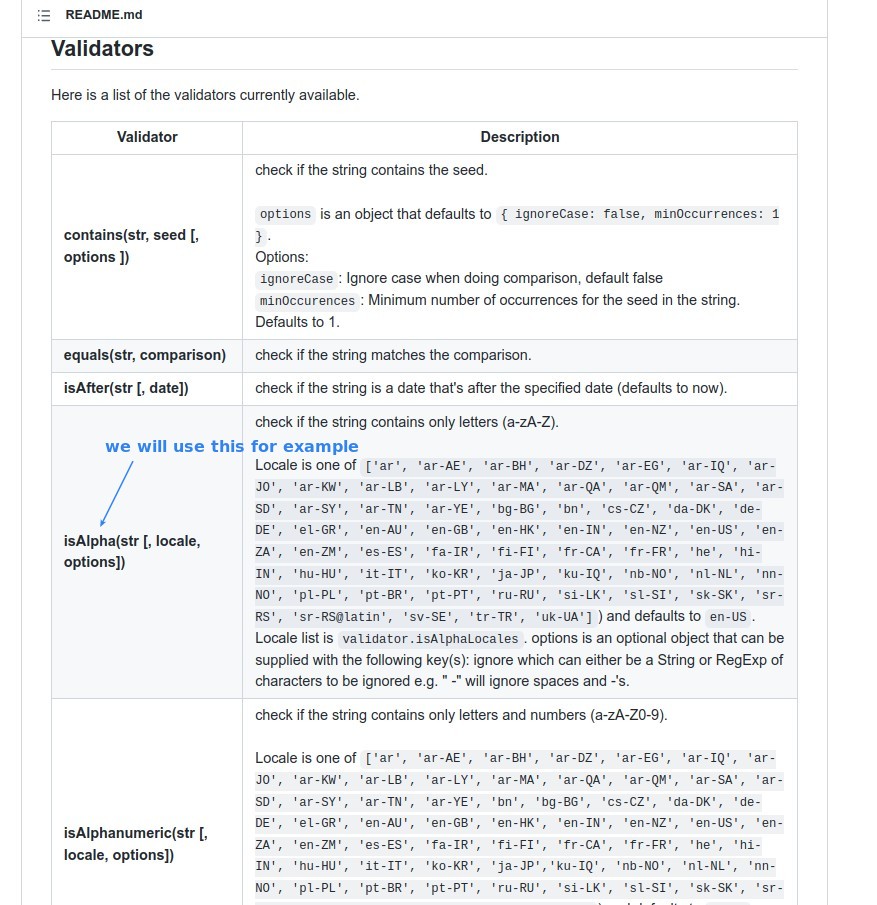 README.md
Validators
Here is a list of the validators currently available.
Validator Description
check if the string contains the seed.
options is an object that defaults to { ignoreCase: false, minOccurrences: 1
} .
contains(str, seed [,
options ])
Options:
ignoreCase : Ignore case when doing comparison, default false
minOccurences : Minimum number of occurrences for the seed in the string.
Defaults to 1.
equals(str, comparison) check if the string matches the comparison.
isAfter(str [, date]) check if the string is a date that's after the specified date (defaults to now).
check if the string contains only letters (a-zA-Z).
we will use this for example
isAlpha(str [, locale,
options])
Locale is one of ['ar', 'ar-AE', 'ar-BH', 'ar-DZ', 'ar-EG', 'ar-IQ', 'ar-
JO', 'ar-KW', 'ar-LB', 'ar-LY', 'ar-MA', 'ar-QA', 'ar-QM', 'ar-SA', 'ar-
SD', 'ar-SY', 'ar-TN', 'ar-YE', 'bg-BG', 'bn', 'cs-CZ', 'da-DK', 'de-
DE', 'el-GR', 'en-AU', 'en-GB', 'en-HK', 'en-IN', 'en-NZ', 'en-US', 'en-
ZA', 'en-ZM', 'es-ES', 'fa-IR', 'fi-FI', 'fr-CA', 'fr-FR', 'he', 'hi-
IN', 'hu-HU', 'it-IT', 'ko-KR', 'ja-JP', 'ku-IQ', 'nb-NO', 'nl-NL', 'nn-
NO', 'pl-PL', 'pt-BR', 'pt-PT', 'ru-RU', 'si-LK', 'sl-SI', 'sk-SK', 'sr-
RS', 'sr-RS@latin', 'sv-SE', 'tr-TR', 'uk-UA'] ) and defaults to en-US .
Locale list is validator.isAlphaLocales . options is an optional object that can be
supplied with the following key(s): ignore which can either be a String or RegExp of
characters to be ignored e.g. " -" will ignore spaces and -'s.
check if the string contains only letters and numbers (a-zA-Z0-9).
isAlphanumeric(str [,
locale, options])
Locale is one of ['ar', 'ar-AE', 'ar-BH', 'ar-DZ', 'ar-EG', 'ar-IQ', 'ar-
JO', 'ar-KW', 'ar-LB', 'ar-LY', 'ar-MA', 'ar-QA', 'ar-QM', 'ar-SA', 'ar-
SD', 'ar-SY', 'ar-TN', 'ar-YE', 'bn', 'bg-BG', 'cs-CZ', 'da-DK', 'de-
DE', 'el-GR', 'en-AU', 'en-GB', 'en-HK', 'en-IN', 'en-NZ', 'en-US', 'en-
ZA', 'en-ZM', 'es-ES', 'fa-IR', 'fi-FI', 'fr-CA', 'fr-FR', 'he', 'hi-
IN', 'hu-HU', 'it-IT', 'ko-KR', 'ja-JP','ku-IQ', 'nb-NO', 'nl-NL', 'nn-
NO', 'pl-PL', 'pt-BR', 'pt-PT', 'ru-RU', 'si-LK', 'sl-SI', 'sk-SK', 'sr-